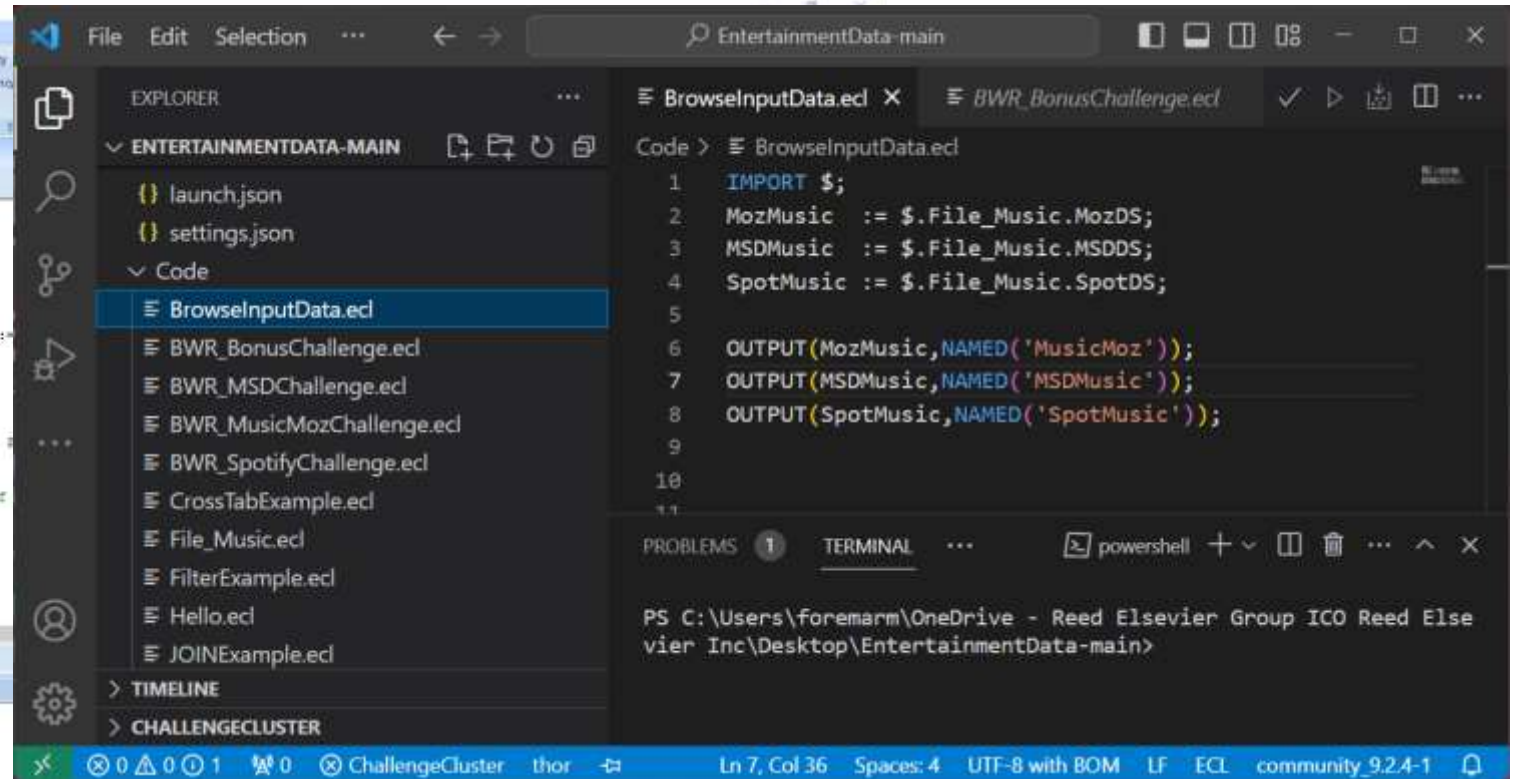 File Edit Selection ··· EntertainmentData-main
EXPLORER ···
ENTERTAINMENTDATA-MAIN
launch.json
settings.json
Code
BrowseInputData.ecl
BWR_BonusChallenge.ecl
BWR_MSDChallenge.ecl
BWR_MusicMozChallenge.ecl
BWR_SpotifyChallenge.ecl
CrossTabExample.ecl
File_Music.ecl
FilterExample.ecl
Hello.ecl
JOINExample.ecl
TIMELINE
CHALLENGECLUSTER
BrowseInputData.ecl BWR_BonusChallenge.ecl ···
Code > BrowseInputData.ecl
1 IMPORT $;
2 MozMusic := $.File_Music.MozDS;
3 MSDMusic := $.File_Music.MSDDS;
4 SpotMusic := $.File_Music.SpotDS;
5
6 OUTPUT(MozMusic,NAMED('MusicMoz'));
7 OUTPUT(MSDMusic,NAMED('MSDMusic'));
8 OUTPUT(SpotMusic,NAMED('SpotMusic'));
9
10
11
PROBLEMS 1 TERMINAL ··· powershell ···
PS C:\Users\foremarm\OneDrive - Reed Elsevier Group ICO Reed Else
vier Inc\Desktop\EntertainmentData-main>
0 0 1 0 ChallengeCluster thor Ln 7, Col 36 Spaces: 4 UTF-8 with BOM LF ECL community_9.2.4-1